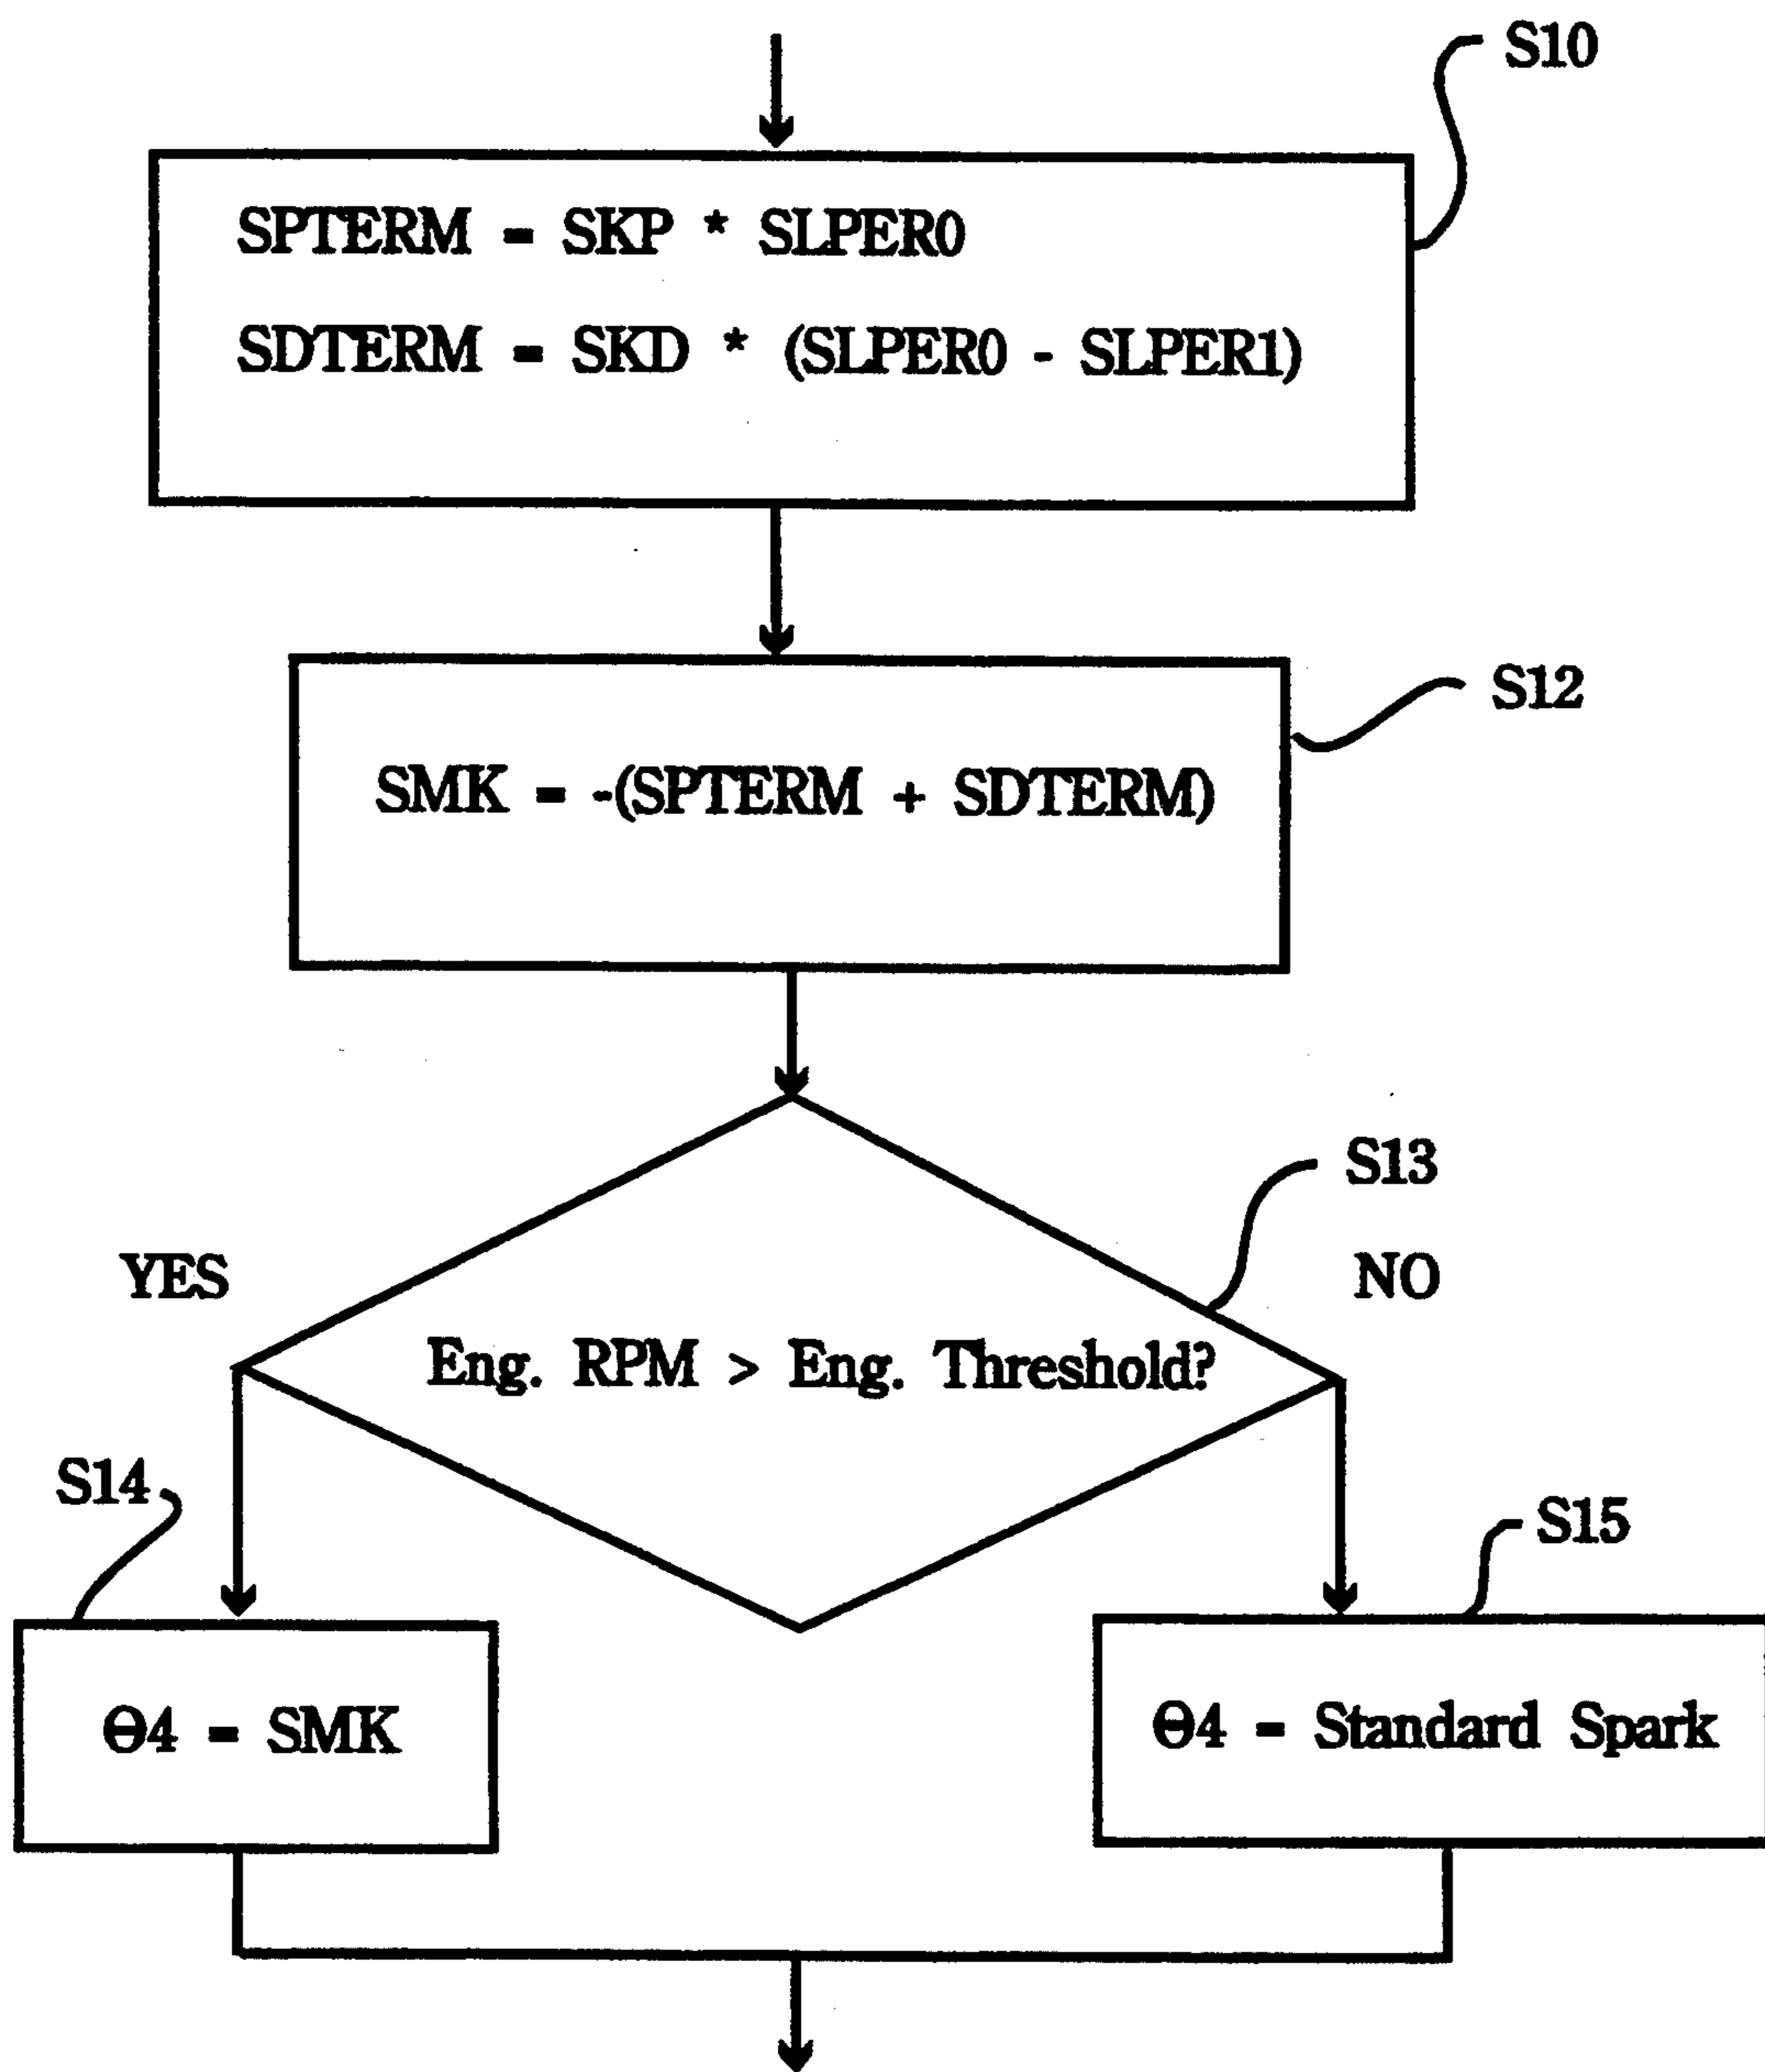 S10
SPTERM = SKP * SLPER0
SDTERM = SKD * (SLPER0 - SLPER1)
S12
SMK = -(SPTERM + SDTERM)
S13
YES
NO
Eng. RPM > Eng. Threshold?
S14
S15
Θ4 = SMK
Θ4 = Standard Spark